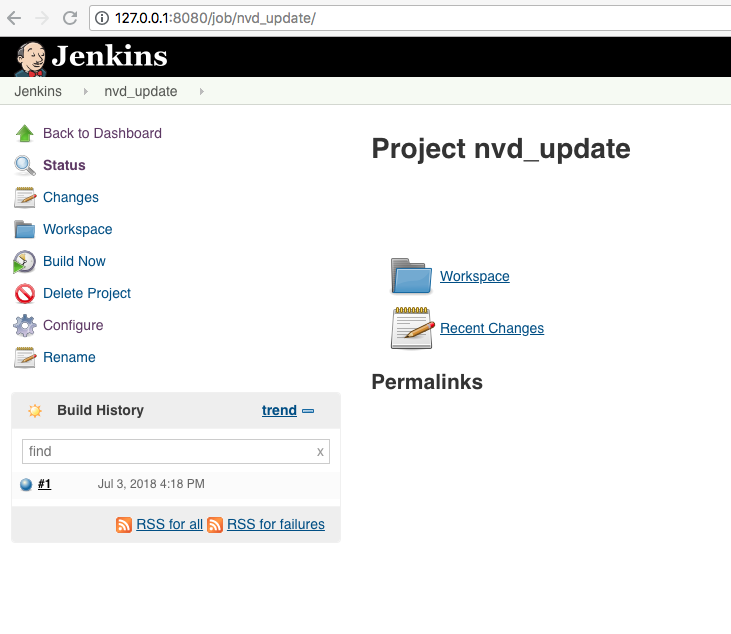 127.0.0.1:8080/job/nvd_update/
Jenkins
Jenkins nvd_update
Back to Dashboard
Status
Changes
Workspace
Build Now
Delete Project
Configure
Rename
Build History trend
find x
#1 Jul 3, 2018 4:18 PM
RSS for all RSS for failures
Project nvd_update
Workspace
Recent Changes
Permalinks